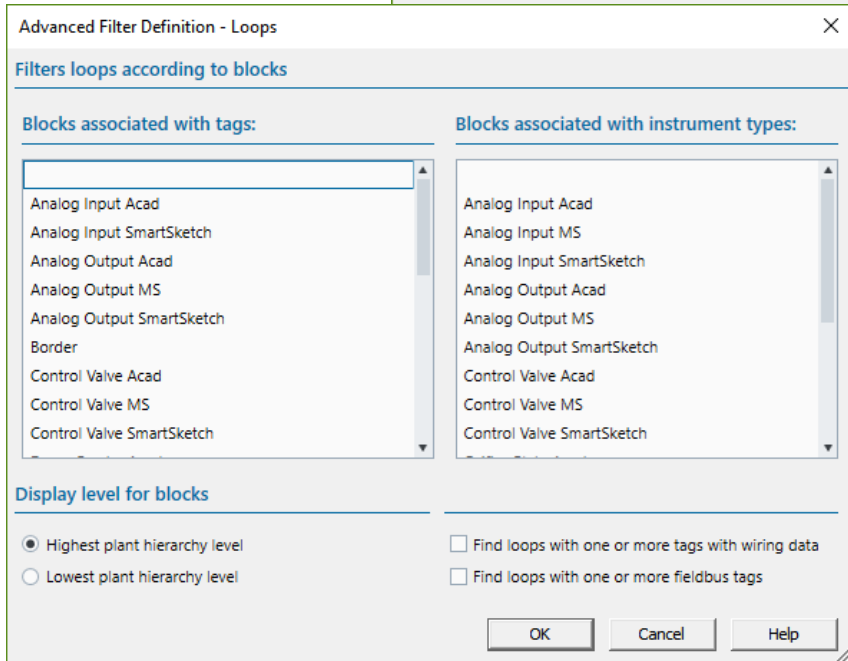 Advanced Filter Definition - Loops
Filters loops according to blocks
Blocks associated with tags:
Analog Input Acad
Analog Input SmartSketch
Analog Output Acad
Analog Output MS
Analog Output SmartSketch
Border
Control Valve Acad
Control Valve MS
Control Valve SmartSketch
Blocks associated with instrument types:
Analog Input Acad
Analog Input MS
Analog Input SmartSketch
Analog Output Acad
Analog Output MS
Analog Output SmartSketch
Control Valve Acad
Control Valve MS
Control Valve SmartSketch
Display level for blocks
Highest plant hierarchy level
Lowest plant hierarchy level
Find loops with one or more tags with wiring data
Find loops with one or more fieldbus tags
OK
Cancel
Help